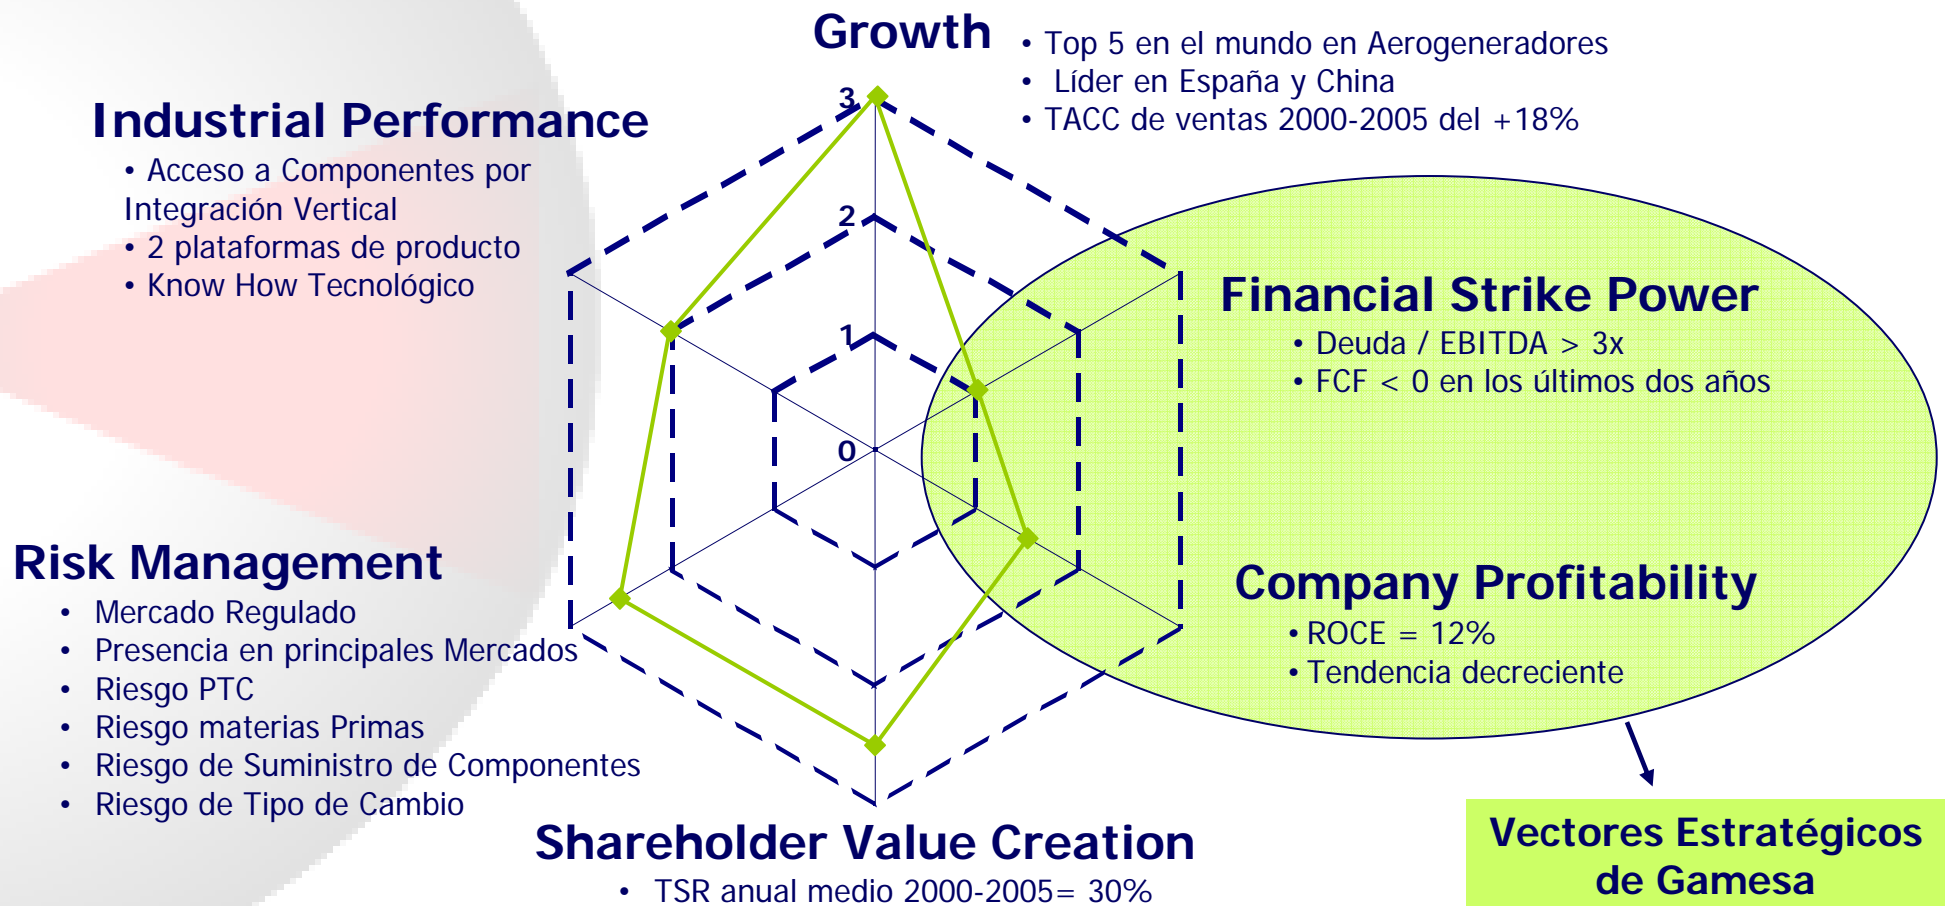 Growth
• Top 5 en el mundo en Aerogeneradores
• Líder en España y China
• TACC de ventas 2000-2005 del +18%
Industrial Performance
• Acceso a Componentes por
Integración Vertical
• 2 plataformas de producto
• Know How Tecnológico
3
2
1
0
Financial Strike Power
• Deuda / EBITDA > 3x
• FCF < 0 en los últimos dos años
Risk Management
• Mercado Regulado
• Presencia en principales Mercados
• Riesgo PTC
• Riesgo materias Primas
• Riesgo de Suministro de Componentes
• Riesgo de Tipo de Cambio
Company Profitability
• ROCE = 12%
• Tendencia decreciente
Shareholder Value Creation
• TSR anual medio 2000-2005= 30%
Vectores Estratégicos
de Gamesa